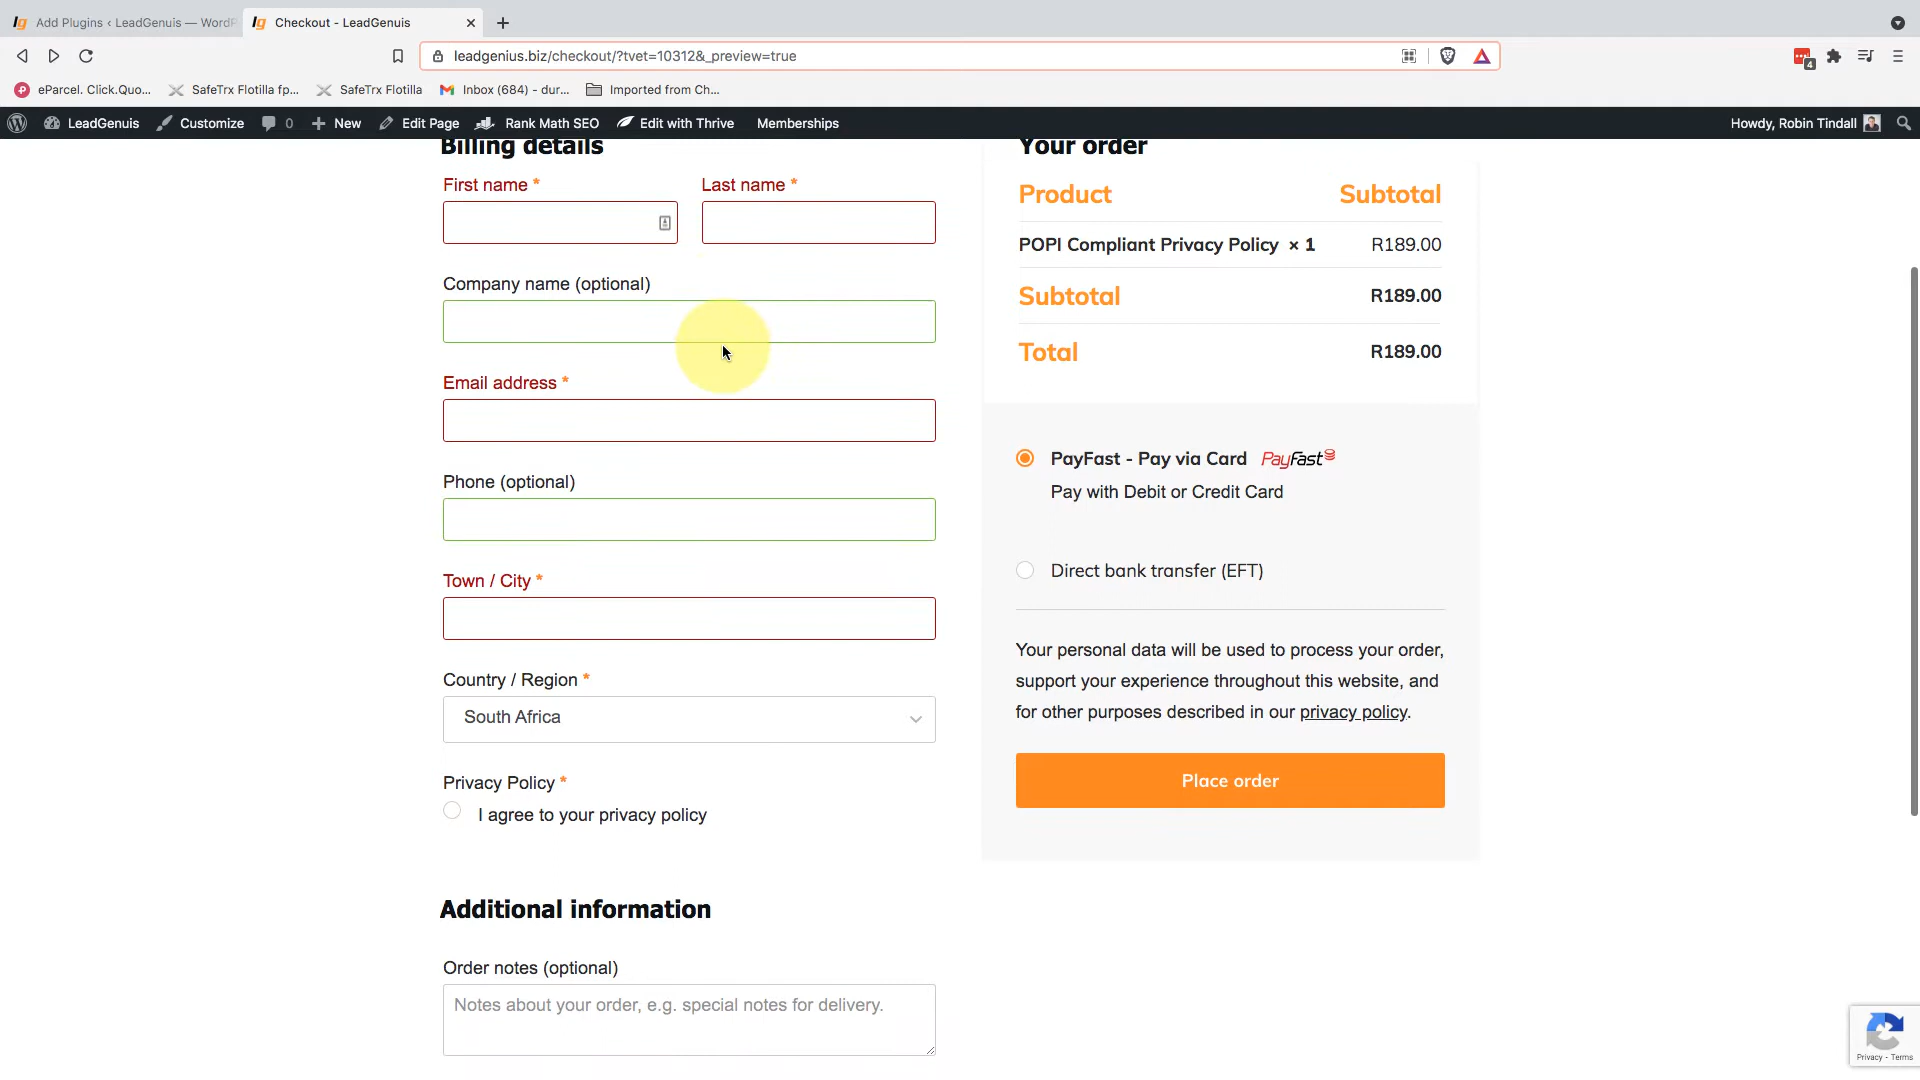 Add Plugins ‹ LeadGenuis — WordP
Checkout - LeadGenuis
leadgenius.biz/checkout/?tvet=10312&_preview=true
4
eParcel. Click.Quo...
SafeTrx Flotilla fp...
SafeTrx Flotilla
Inbox (684) - dur...
Imported from Ch...
LeadGenuis
Customize
0
New
Edit Page
Rank Math SEO
Edit with Thrive
Memberships
Howdy, Robin Tindall
Billing details
First name *
Last name *
Company name (optional)
Email address *
Phone (optional)
Town / City *
Country / Region *
South Africa
Privacy Policy *
I agree to your privacy policy
Additional information
Order notes (optional)
Notes about your order, e.g. special notes for delivery.
Your order
Product Subtotal
POPI Compliant Privacy Policy × 1 R189.00
Subtotal R189.00
Total R189.00
PayFast - Pay via Card PayFast
Pay with Debit or Credit Card
Direct bank transfer (EFT)
Your personal data will be used to process your order,
support your experience throughout this website, and
for other purposes described in our privacy policy.
Place order
Privacy - Terms